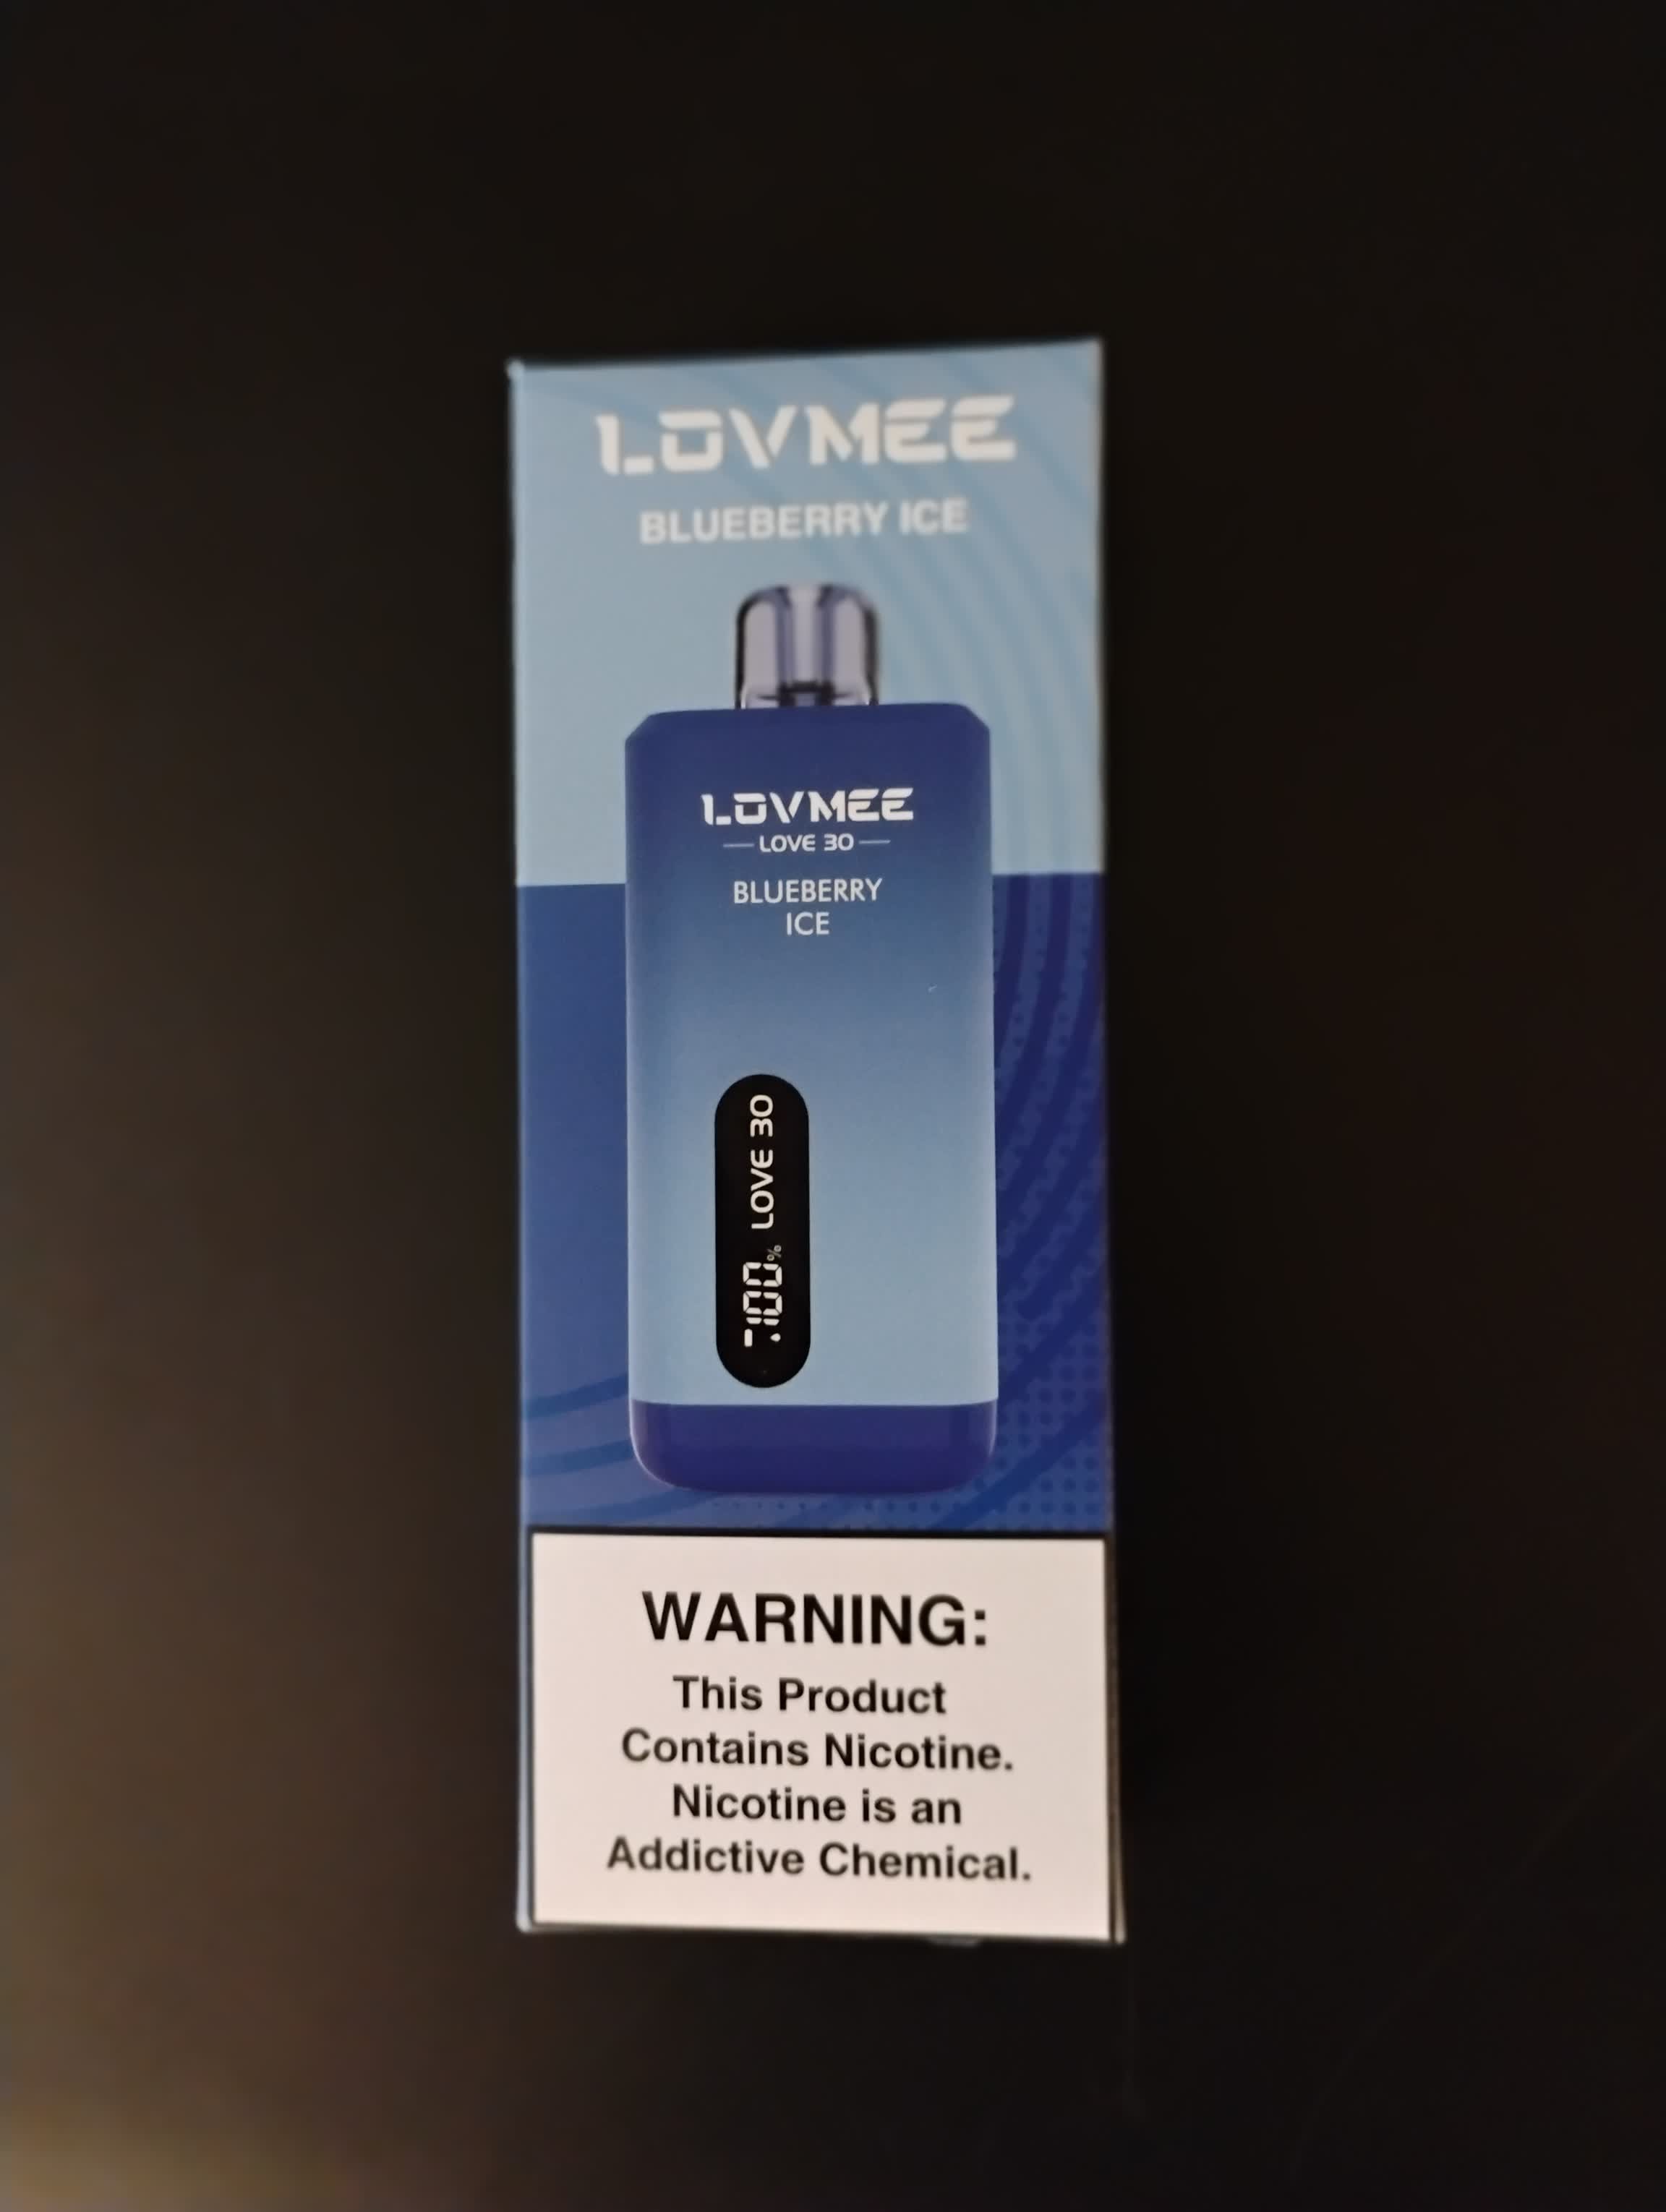 LOVMEE
BLUEBERRY ICE
LOVMEE
LOVE 30
BLUEBERRY
ICE
100% LOVE 30
WARNING:
This Product
Contains Nicotine.
Nicotine is an
Addictive Chemical.